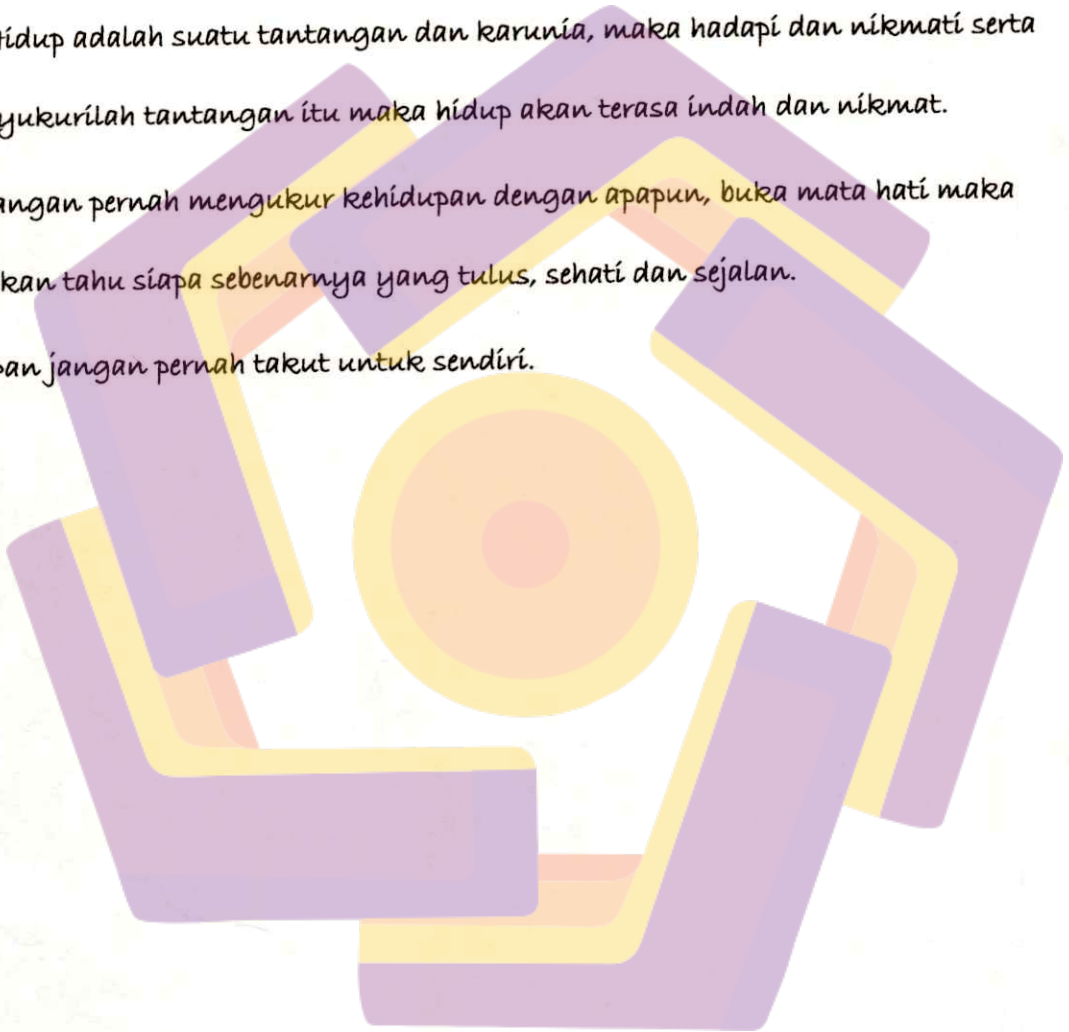 idup adalah suatu tantangan dan karunia, maka hadapi dan nikmati serta
yukurilah tantangan itu maka hidup akan terasa indah dan nikmat.
angan pernah mengukur kehidupan dengan apapun, buka mata hati maka
kan tahu siapa sebenarnya yang tulus, sehati dan sejalan.
an jangan pernah takut untuk sendiri.